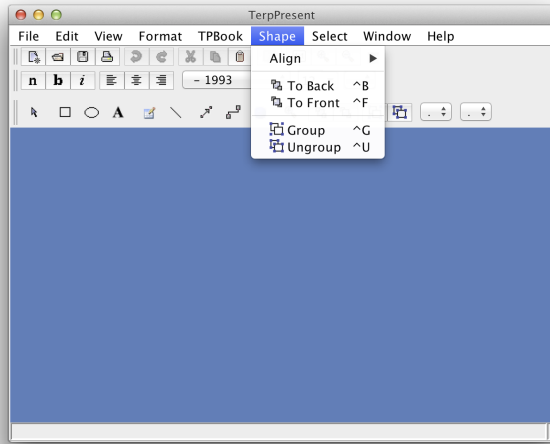 TerpPresent
File Edit View Format TPBook Shape Select Window Help
Align
n b i - 1993
To Back ^B
To Front ^F
A . .
Group ^G
Ungroup ^U